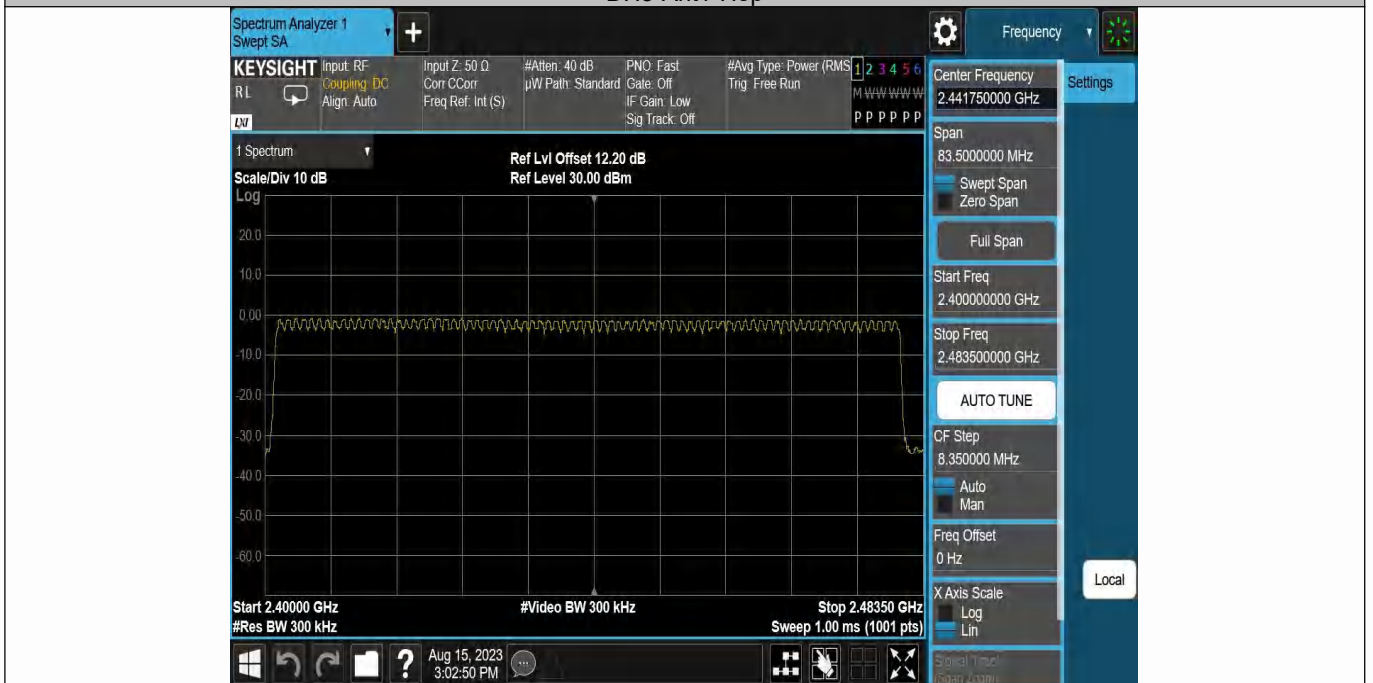 Spectrum Analyzer 1
Swept SA
+
Frequency
KEYSIGHT
RL
LXI
Input: RF
Coupling: DC
Align: Auto
Input Z: 50 Ω
Corr CCorr
Freq Ref: Int (S)
#Atten: 40 dB
µW Path: Standard
PNO: Fast
Gate: Off
IF Gain: Low
Sig Track: Off
#Avg Type: Power (RMS
Trig: Free Run
1 2 3 4 5 6
M W W W W W
P P P P P P
1 Spectrum
Scale/Div 10 dB
Ref Lvl Offset 12.20 dB
Ref Level 30.00 dBm
Log
20.0
10.0
0.00
-10.0
-20.0
-30.0
-40.0
-50.0
-60.0
Start 2.40000 GHz
#Res BW 300 kHz
#Video BW 300 kHz
Stop 2.48350 GHz
Sweep 1.00 ms (1001 pts)
Center Frequency
2.441750000 GHz
Settings
Span
83.5000000 MHz
Swept Span
Zero Span
Full Span
Start Freq
2.400000000 GHz
Stop Freq
2.483500000 GHz
AUTO TUNE
CF Step
8.350000 MHz
Auto
Man
Freq Offset
0 Hz
X Axis Scale
Log
Lin
Local
Signal Track
(Span Zoom)
?
Aug 15, 2023
3:02:50 PM